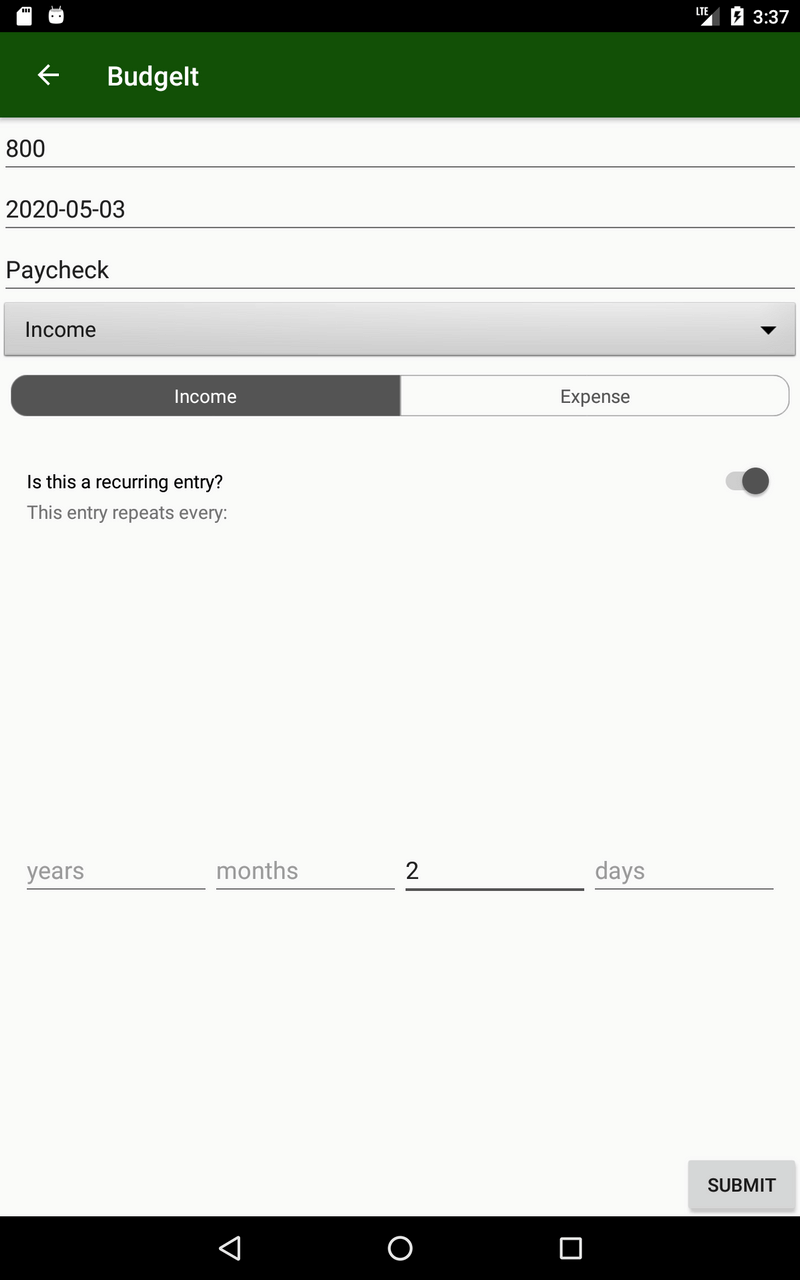 LTE 3:37
BudgeIt
800
2020-05-03
Paycheck
Income
Income Expense
Is this a recurring entry?
This entry repeats every:
years months 2 days
SUBMIT